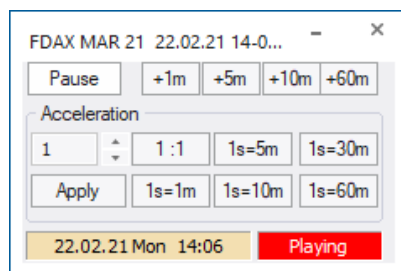 FDAX MAR 21 22.02.21 14-0...
Pause +1m +5m +10m +60m
Acceleration
1 1 :1 1s=5m 1s=30m
Apply 1s=1m 1s=10m 1s=60m
22.02.21 Mon 14:06 Playing